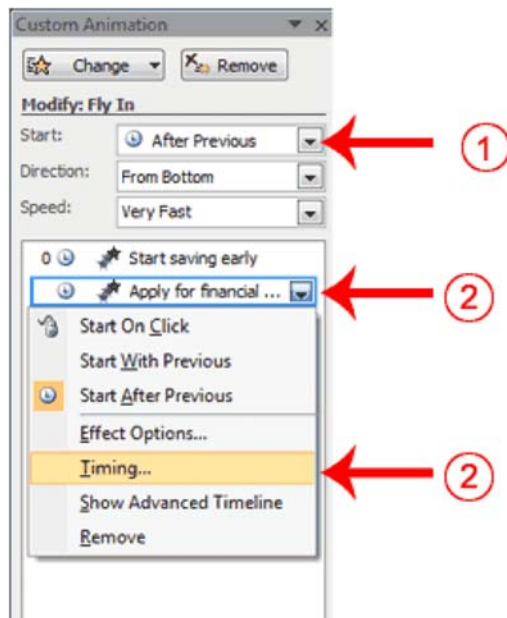 Custom Animation
Change Remove
Modify: Fly In
Start: After Previous 1
Direction: From Bottom
Speed: Very Fast
0 Start saving early
Apply for financial ... 2
Start On Click
Start With Previous
Start After Previous
Effect Options...
Timing... 2
Show Advanced Timeline
Remove